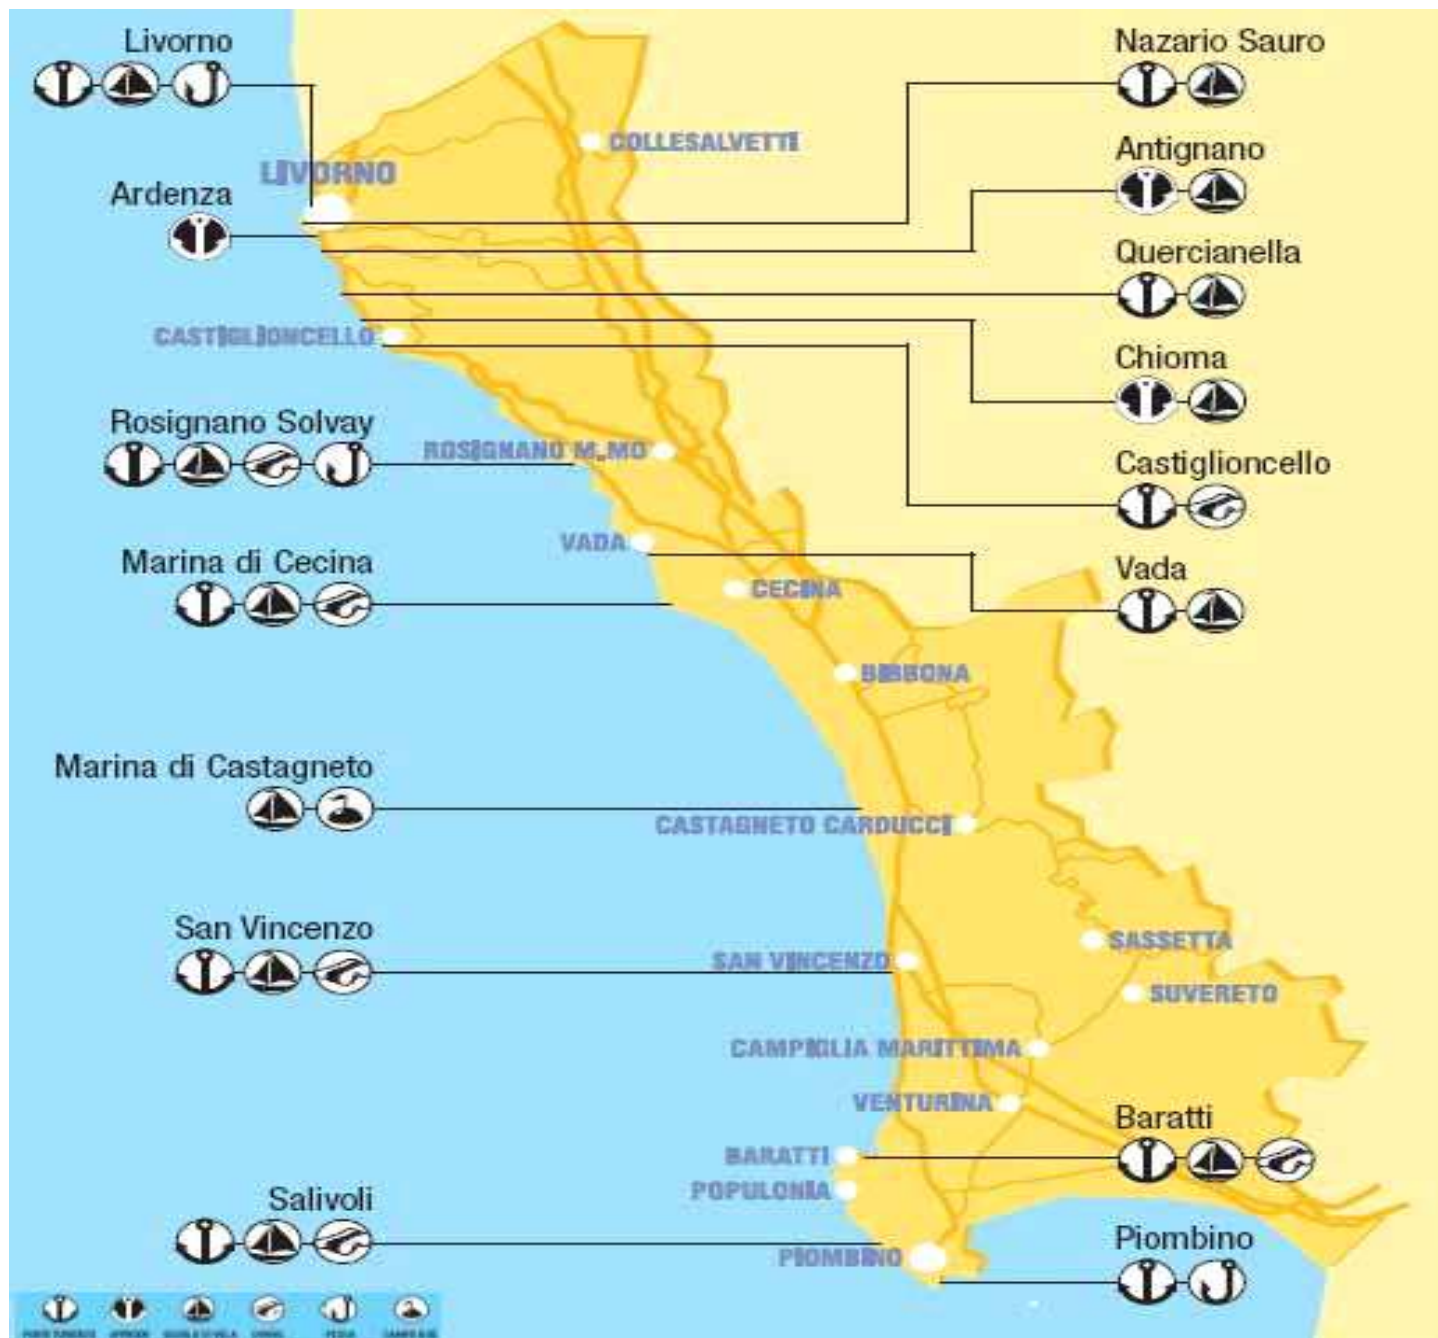 Livorno
Nazario Sauro
COLLESALVETTI
Antignano
LIVORNO
Ardenza
Quercianella
CASTIGLIONCELLO
Chioma
Rosignano Solvay
ROSIGNANO M.MO
Castiglioncello
VADA
Marina di Cecina
Vada
CECINA
BIBBONA
Marina di Castagneto
CASTAGNETO CARDUCCI
San Vincenzo
SASSETTA
SAN VINCENZO
SUVERETO
CAMPIGLIA MARITTIMA
VENTURINA
Baratti
BARATTI
POPULONIA
Salivoli
Piombino
PIOMBINO